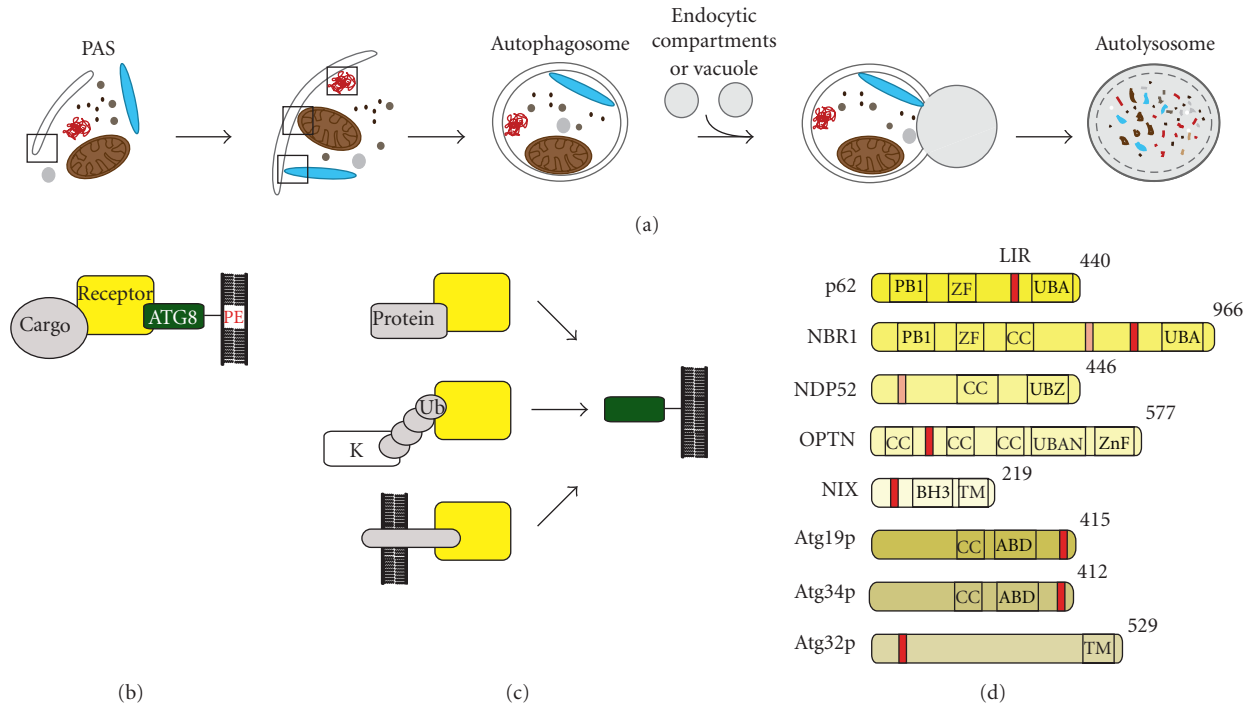 PAS
Autophagosome
Endocytic
compartments
or vacuole
Autolysosome
(a)
Cargo
Receptor
ATG8
PE
(b)
Protein
Ub
K
(c)
LIR
p62 PB1 ZF UBA 440
NBR1 PB1 ZF CC UBA 966
NDP52 CC UBZ 446
OPTN CC CC CC UBAN ZnF 577
NIX BH3 TM 219
Atg19p CC ABD 415
Atg34p CC ABD 412
Atg32p TM 529
(d)